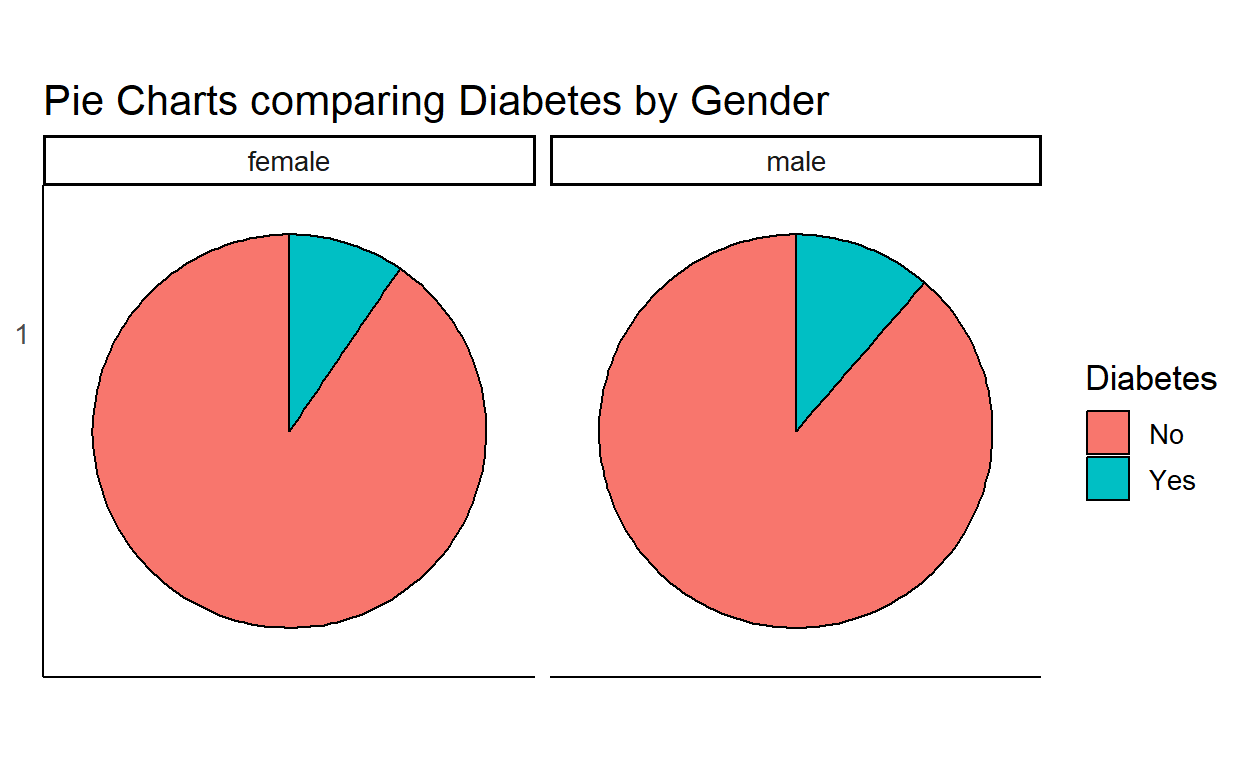 Pie Charts comparing Diabetes by Gender
female
male
1
Diabetes
No
Yes